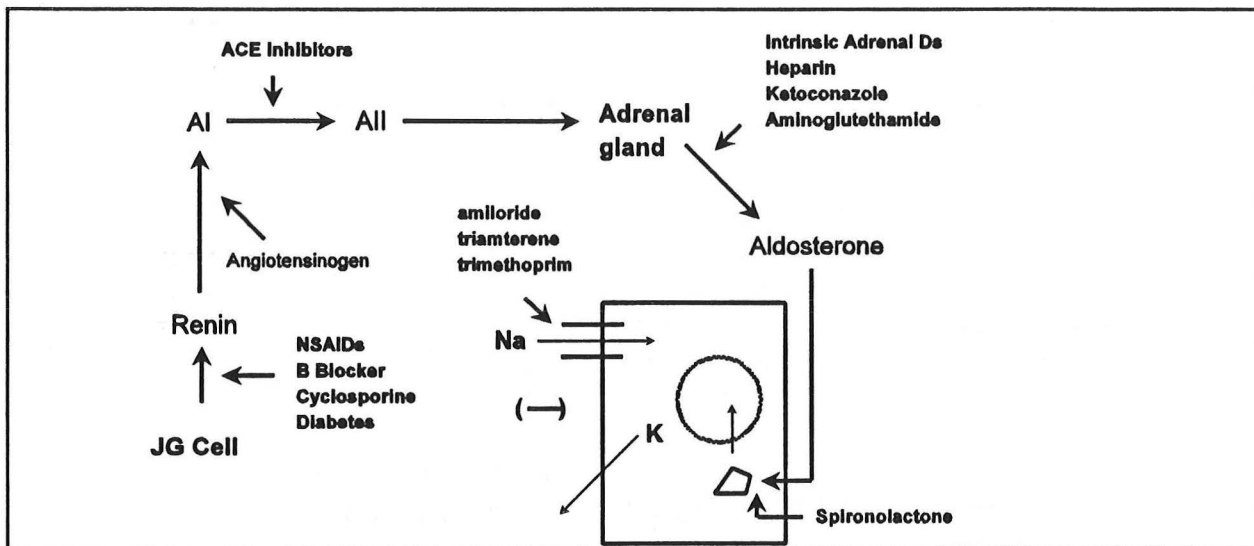 ACE Inhibitors
Intrinsic Adrenal Ds
Heparin
Ketoconazole
Aminoglutethamide
AI
AII
Adrenal
gland
Angiotensinogen
amiloride
triamterene
trimethoprim
Aldosterone
Renin
Na
NSAIDs
B Blocker
Cyclosporine
Diabetes
(—)
JG Cell
K
Spironolactone